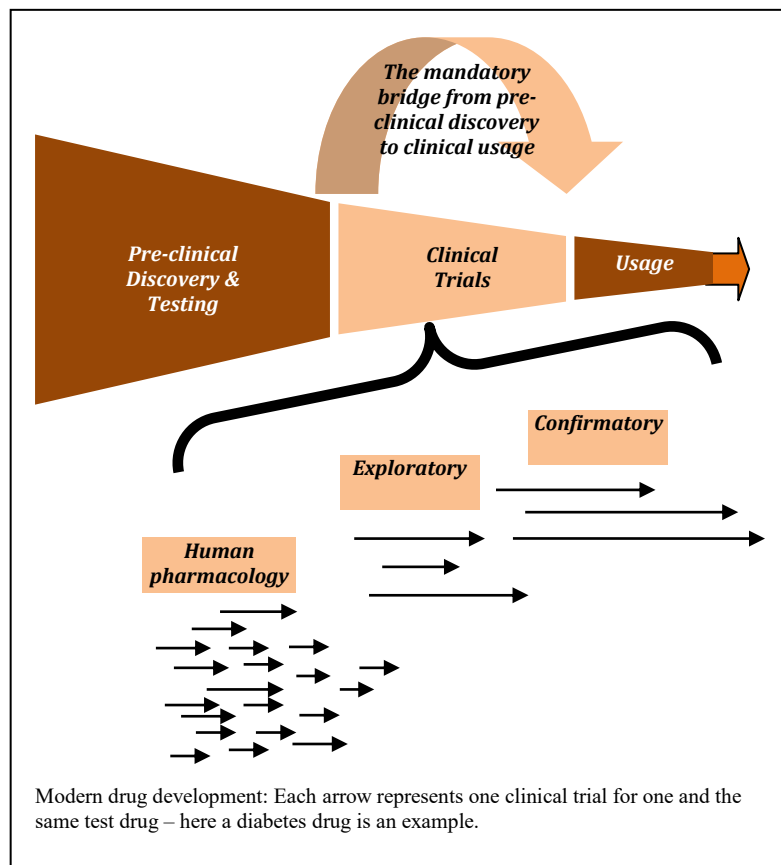 The mandatory
bridge from pre-
clinical discovery
to clinical usage
Pre-clinical
Discovery &
Testing
Clinical
Trials
Usage
Confirmatory
Exploratory
Human
pharmacology
Modern drug development: Each arrow represents one clinical trial for one and the
same test drug – here a diabetes drug is an example.